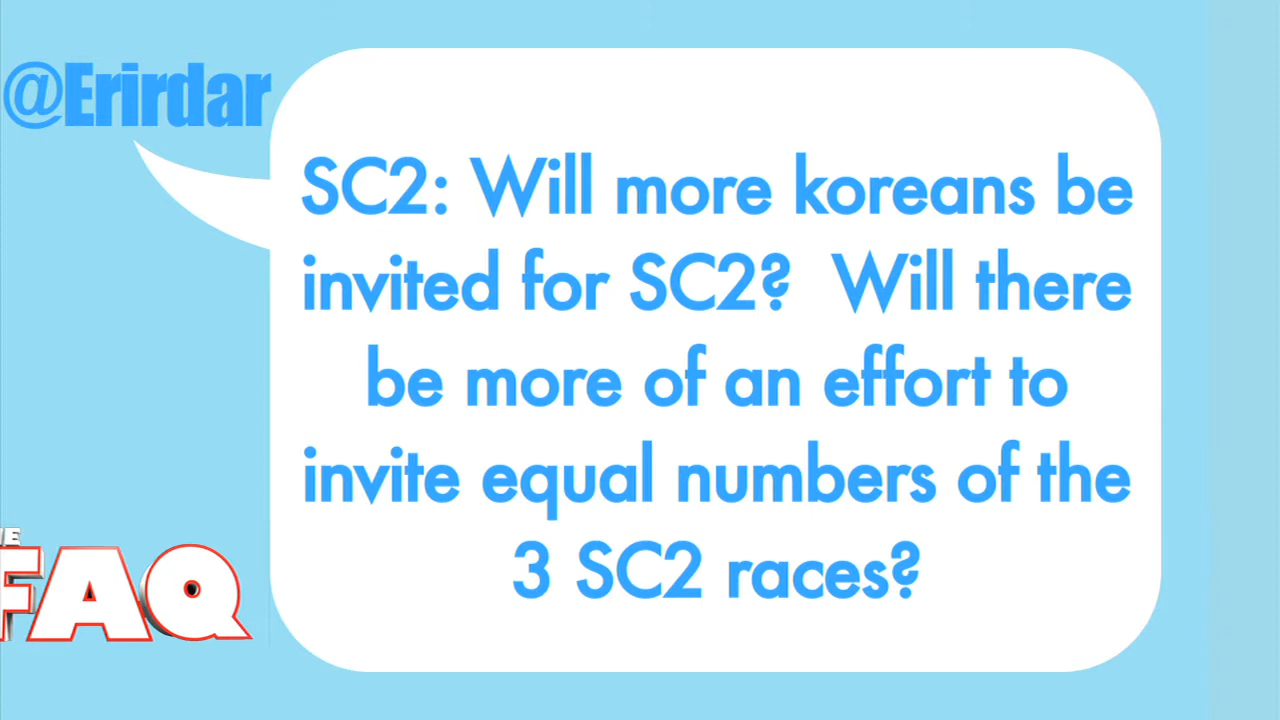 @Erirdar
SC2: Will more koreans be
invited for SC2?  Will there
be more of an effort to
invite equal numbers of the
3 SC2 races?
FAQ